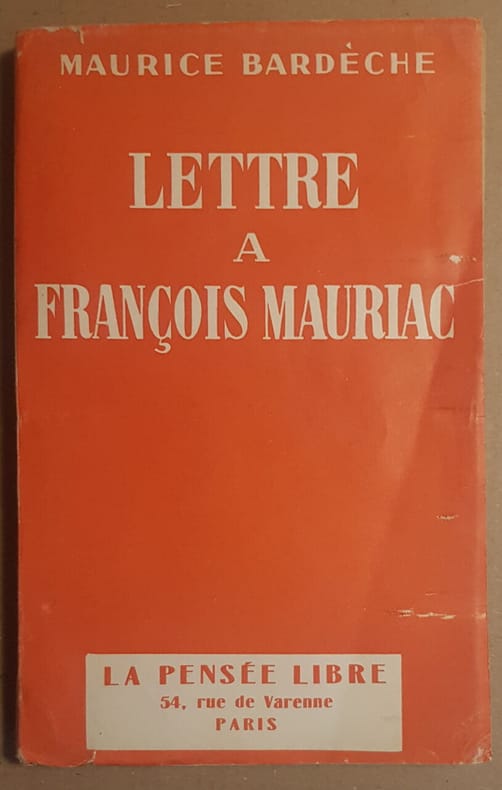 MAURICE BARDÈCHE
LETTRE
A
FRANÇOIS MAURIAC
LA PENSÉE LIBRE
54, rue de Varenne
PARIS